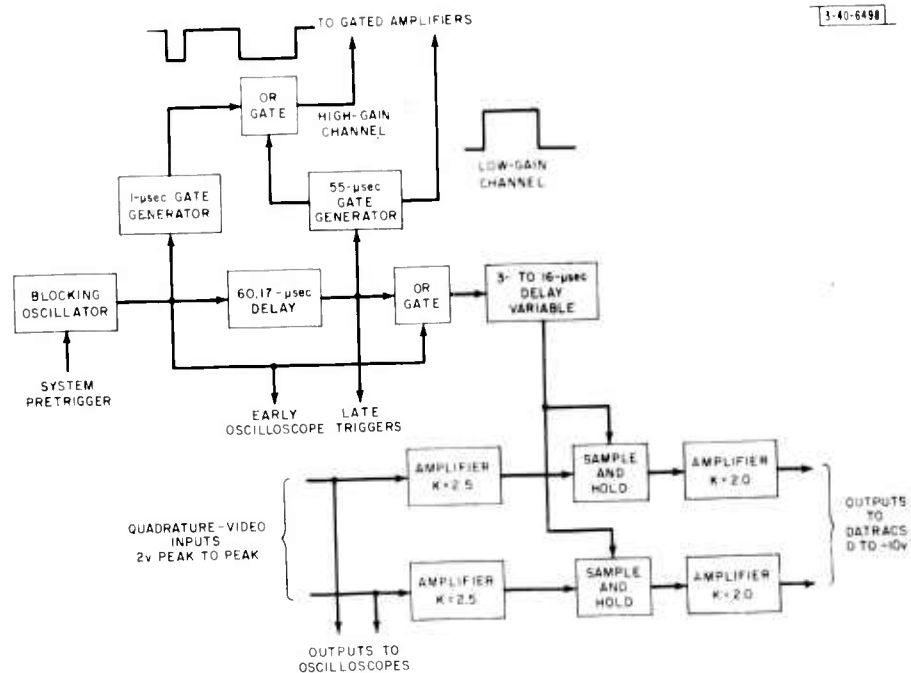 3-40-6498
TO GATED AMPLIFIERS
OR
GATE
HIGH-GAIN
CHANNEL
LOW-GAIN
CHANNEL
1-μsec GATE
GENERATOR
55-μsec
GATE
GENERATOR
BLOCKING
OSCILLATOR
60.17-μsec
DELAY
OR
GATE
3- TO 16-μsec
DELAY
VARIABLE
SYSTEM
PRETRIGGER
EARLY LATE
OSCILLOSCOPE TRIGGERS
AMPLIFIER
K=2.5
SAMPLE
AND
HOLD
AMPLIFIER
K=2.0
QUADRATURE-VIDEO
INPUTS
2v PEAK TO PEAK
OUTPUTS
TO
DATRACS
0 TO -10v
AMPLIFIER
K=2.5
SAMPLE
AND
HOLD
AMPLIFIER
K=2.0
OUTPUTS TO
OSCILLOSCOPES